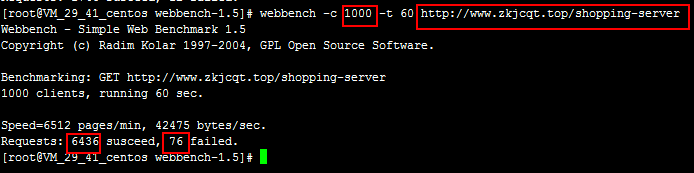 [root@VM_29_41_centos webbench-1.5]# webbench -c 1000 -t 60 http://www.zkjcqt.top/shopping-server
Webbench - Simple Web Benchmark 1.5
Copyright (c) Radim Kolar 1997-2004, GPL Open Source Software.
Benchmarking: GET http://www.zkjcqt.top/shopping-server
1000 clients, running 60 sec.
Speed=6512 pages/min, 42475 bytes/sec.
Requests: 6436 susceed, 76 failed.
[root@VM_29_41_centos webbench-1.5]#